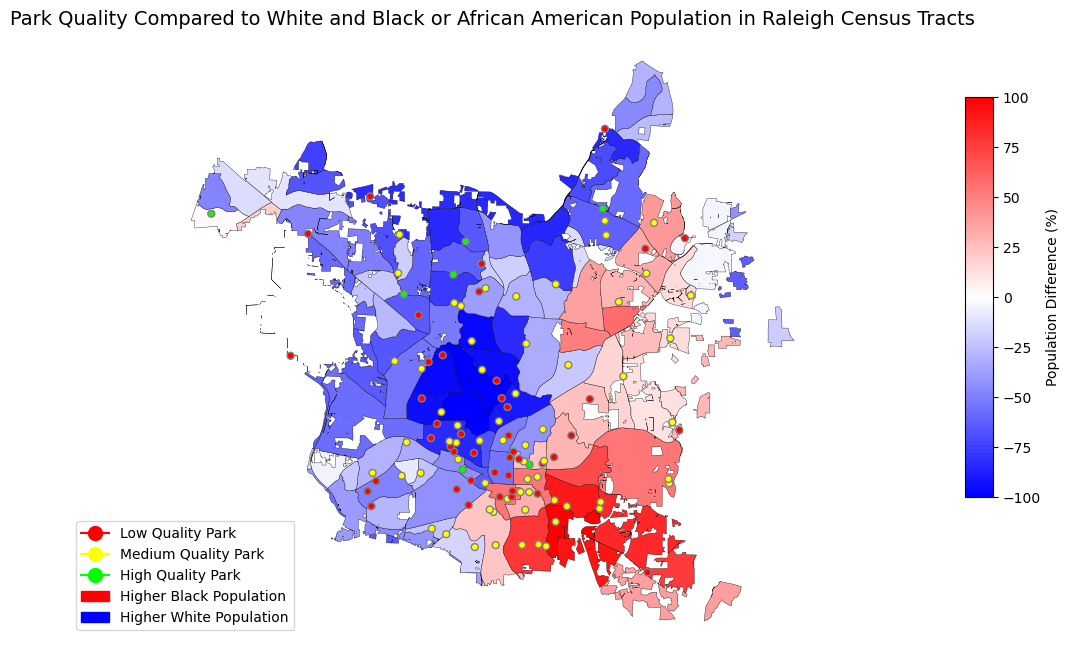 Park Quality Compared to White and Black or African American Population in Raleigh Census Tracts
100
75
50
25
0
−25
−50
−75
−100
Population Difference (%)
Low Quality Park
Medium Quality Park
High Quality Park
Higher Black Population
Higher White Population